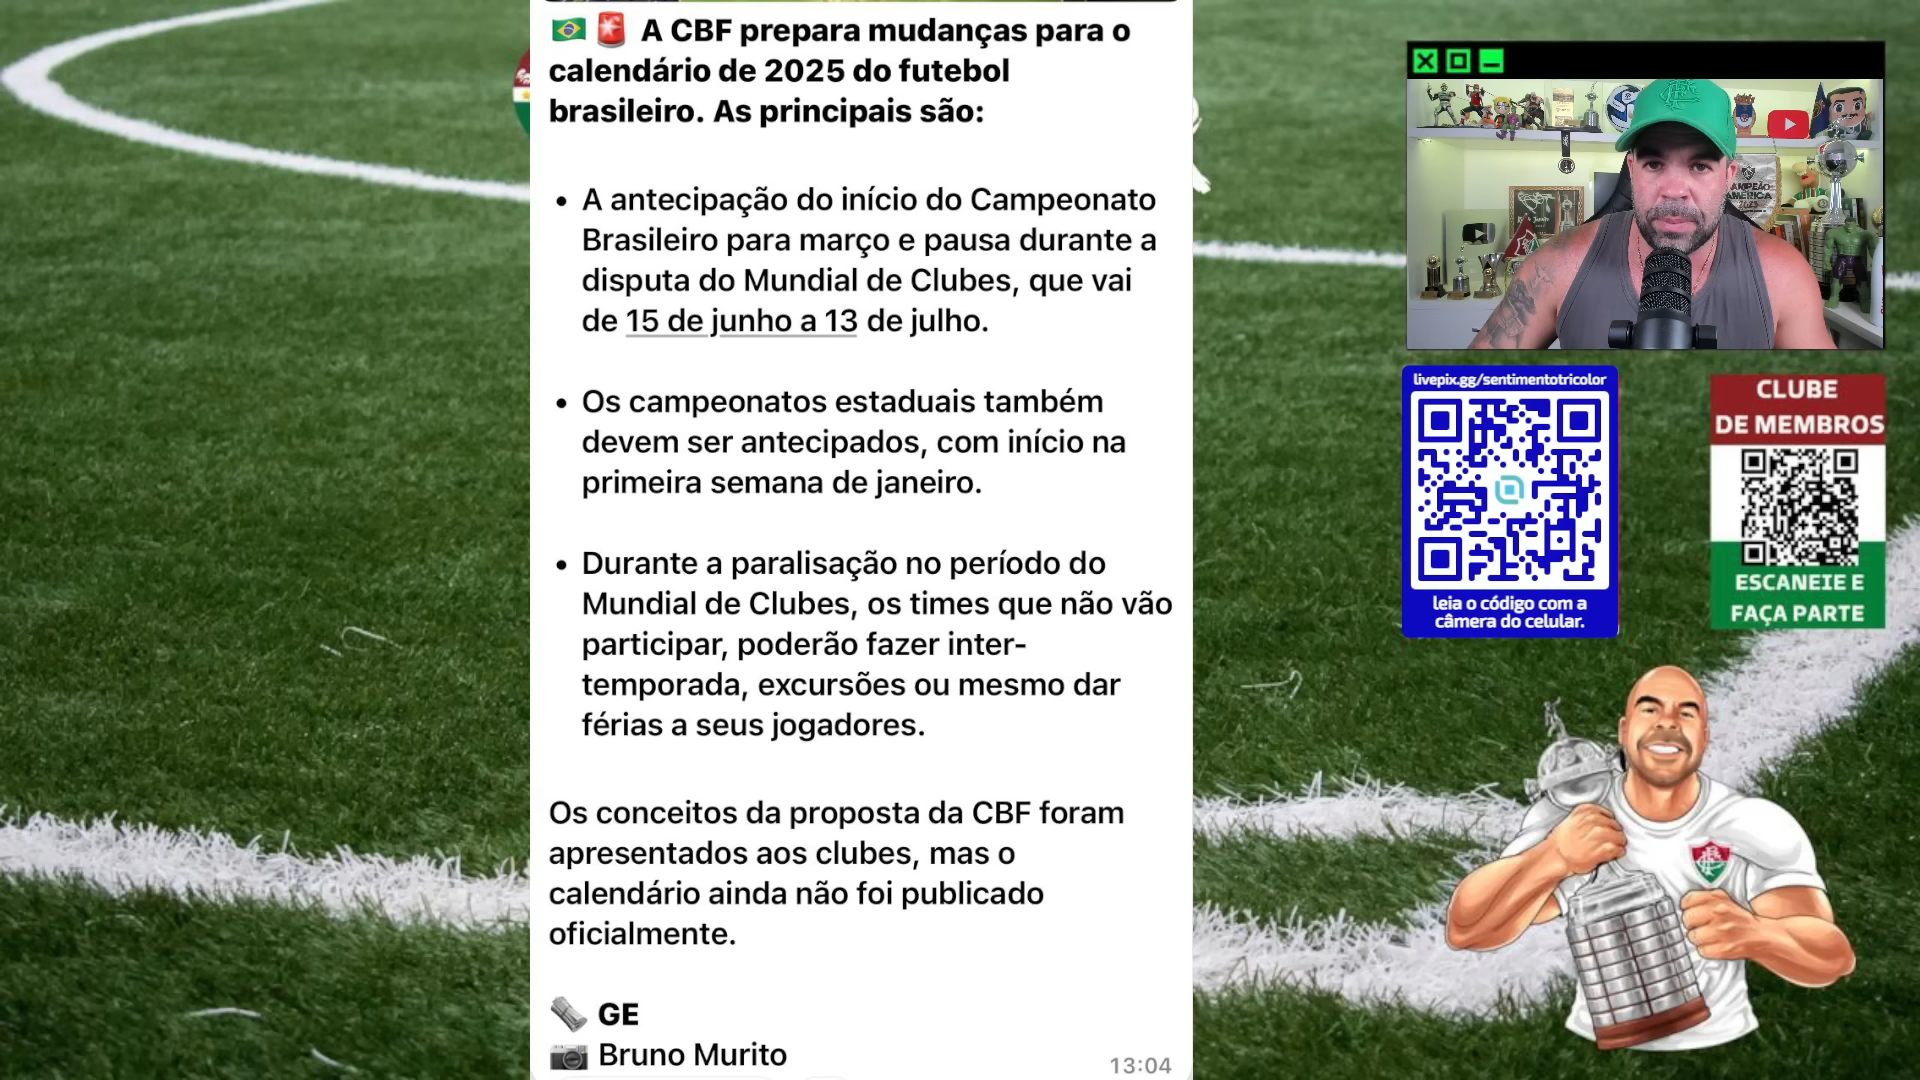 🇧🇷🚨 A CBF prepara mudanças para o
calendário de 2025 do futebol
brasileiro. As principais são:
• A antecipação do início do Campeonato
Brasileiro para março e pausa durante a
disputa do Mundial de Clubes, que vai
de 15 de junho a 13 de julho.
• Os campeonatos estaduais também
devem ser antecipados, com início na
primeira semana de janeiro.
• Durante a paralisação no período do
Mundial de Clubes, os times que não vão
participar, poderão fazer inter-
temporada, excursões ou mesmo dar
férias a seus jogadores.
Os conceitos da proposta da CBF foram
apresentados aos clubes, mas o
calendário ainda não foi publicado
oficialmente.
🗞️ GE
📷 Bruno Murito
13:04
CAMPEÃO
AMÉRICA
livepix.gg/sentimentotricolor
leia o código com a
câmera do celular.
CLUBE
DE MEMBROS
ESCANEIE E
FAÇA PARTE